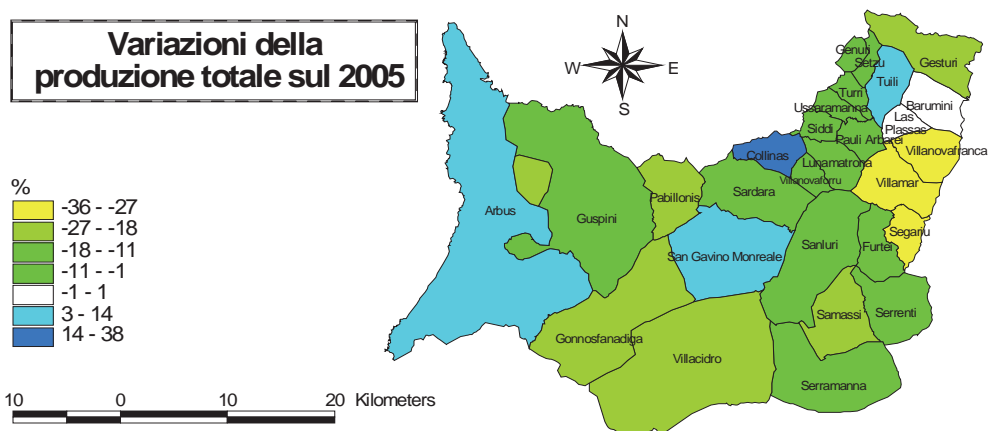 Variazioni della
produzione totale sul 2005
N
W
E
S
%
-36 - -27
-27 - -18
-18 - -11
-11 - -1
-1 - 1
3 - 14
14 - 38
10 0 10 20 Kilometers
Genuri
Setzu
Gesturi
Tuili
Turri
Barumini
Ussaramanna
Las
Plassas
Siddi
Pauli Arbarei
Villanovafranca
Collinas
Lunamatrona
Villanovaforru
Villamar
Pabillonis
Sardara
Arbus
Guspini
Segariu
Sanluri
Furtei
San Gavino Monreale
Samassi
Serrenti
Gonnosfanadiga
Villacidro
Serramanna